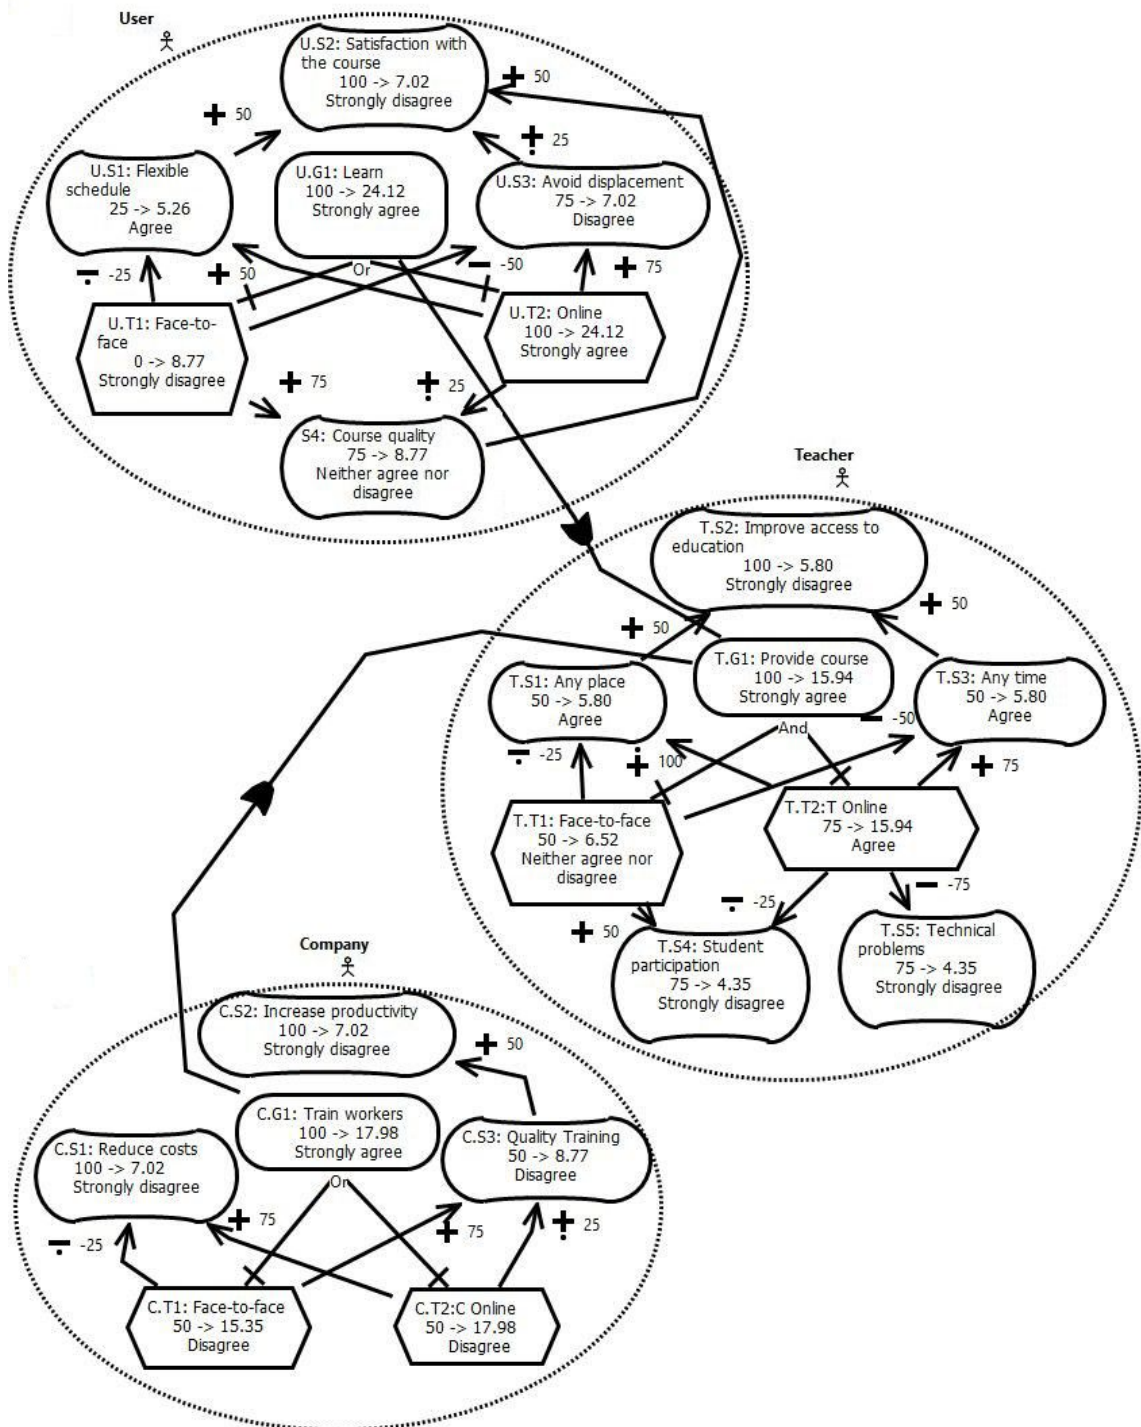 User
U.S2: Satisfaction with
the course
100 -> 7.02
Strongly disagree
+ 50
+ 50
+ 25
U.S1: Flexible
schedule
25 -> 5.26
Agree
U.G1: Learn
100 -> 24.12
Strongly agree
U.S3: Avoid displacement
75 -> 7.02
Disagree
- -25
+ 50
Or
- -50
+ 75
U.T1: Face-to-
face
0 -> 8.77
Strongly disagree
U.T2: Online
100 -> 24.12
Strongly agree
+ 75
+ 25
S4: Course quality
75 -> 8.77
Neither agree nor
disagree
Teacher
T.S2: Improve access to
education
100 -> 5.80
Strongly disagree
+ 50
+ 50
T.S1: Any place
50 -> 5.80
Agree
T.G1: Provide course
100 -> 15.94
Strongly agree
T.S3: Any time
50 -> 5.80
Agree
- -50
And
- -25
+ 100
+ 75
T.T1: Face-to-face
50 -> 6.52
Neither agree nor
disagree
T.T2:T Online
75 -> 15.94
Agree
- -25
- -75
+ 50
T.S4: Student
participation
75 -> 4.35
Strongly disagree
T.S5: Technical
problems
75 -> 4.35
Strongly disagree
Company
C.S2: Increase productivity
100 -> 7.02
Strongly disagree
+ 50
C.G1: Train workers
100 -> 17.98
Strongly agree
C.S1: Reduce costs
100 -> 7.02
Strongly disagree
C.S3: Quality Training
50 -> 8.77
Disagree
Or
- -25
+ 75
+ 75
+ 25
C.T1: Face-to-face
50 -> 15.35
Disagree
C.T2:C Online
50 -> 17.98
Disagree